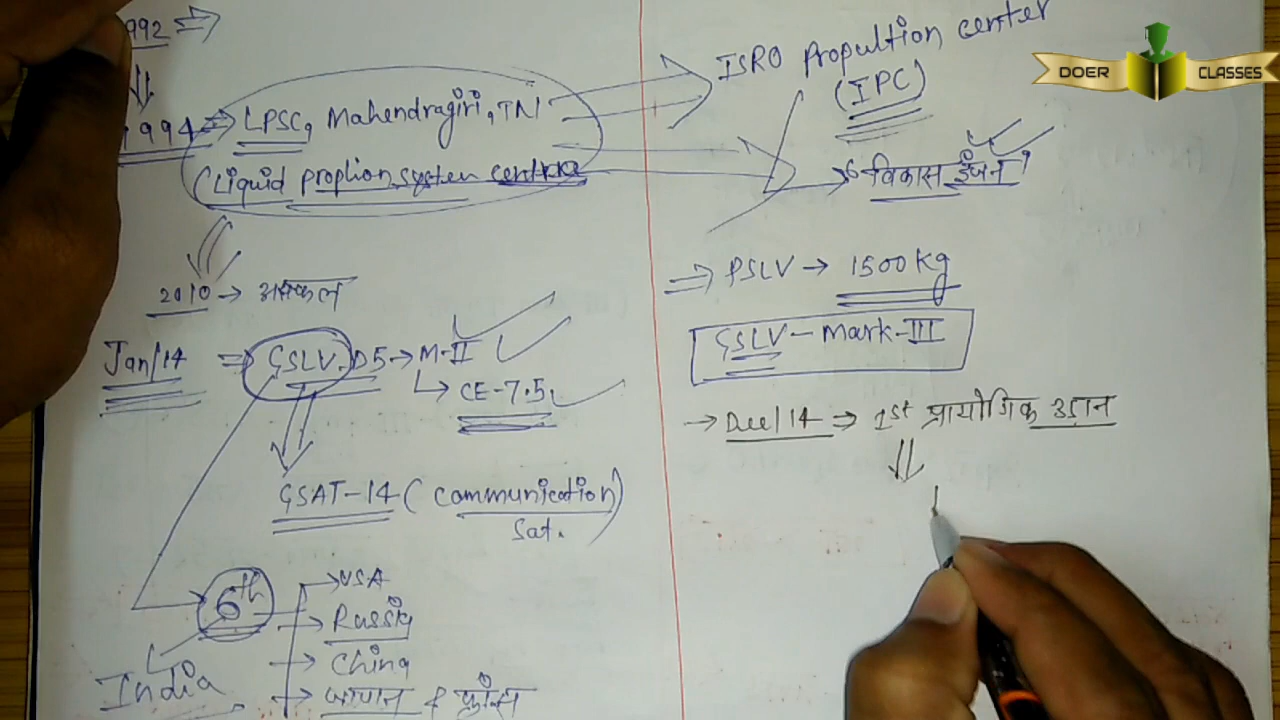 1992 ⇒
1994 ⇒ LPSC, Mahendragiri, TN
(Liquid proplion system centre
2010 → असफल
Jan/14 ⇒ GSLV-D5 → M-II
CE-7.5
GSAT-14 (Communication)
Sat.
6th
India
→ USA
→ Russia
→ China
→ जापान & फ्रांस
ISRO Propultion center
(IPC)
"विकास इंजन"
⇒ PSLV → 1500 kg
GSLV - Mark-III
→ Dec/14 ⇒ 1st प्रायोगिक उड़ान
DOER CLASSES